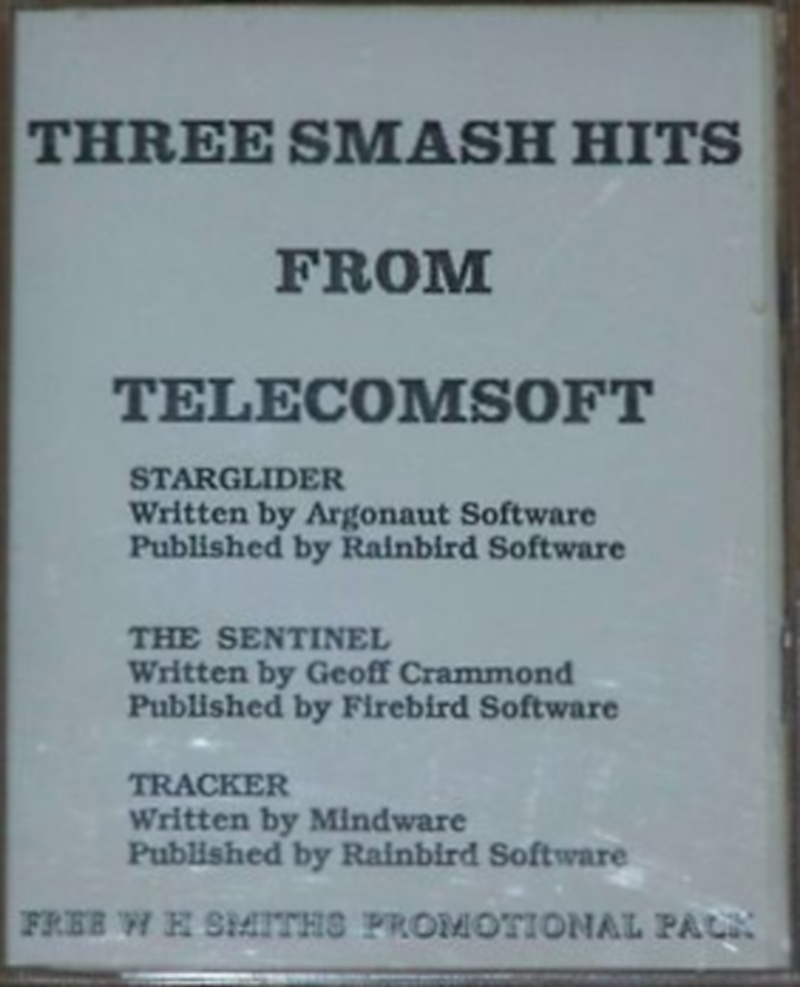 THREE SMASH HITS
FROM
TELECOMSOFT
STARGLIDER
Written by Argonaut Software
Published by Rainbird Software
THE SENTINEL
Written by Geoff Crammond
Published by Firebird Software
TRACKER
Written by Mindware
Published by Rainbird Software
FREE W H SMITHS PROMOTIONAL PACK